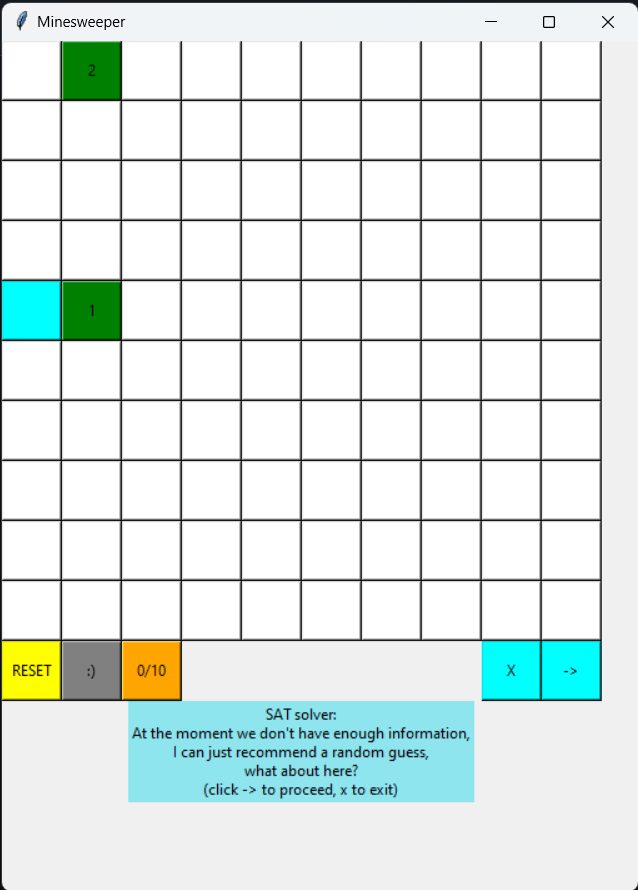 Minesweeper
2
1
RESET
:)
0/10
X
->
SAT solver:
At the moment we don't have enough information,
I can just recommend a random guess,
what about here?
(click -> to proceed, x to exit)